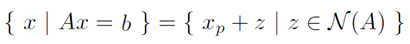 { x | Ax = b } = { x_p + z | z ∈ 𝒩(A) }